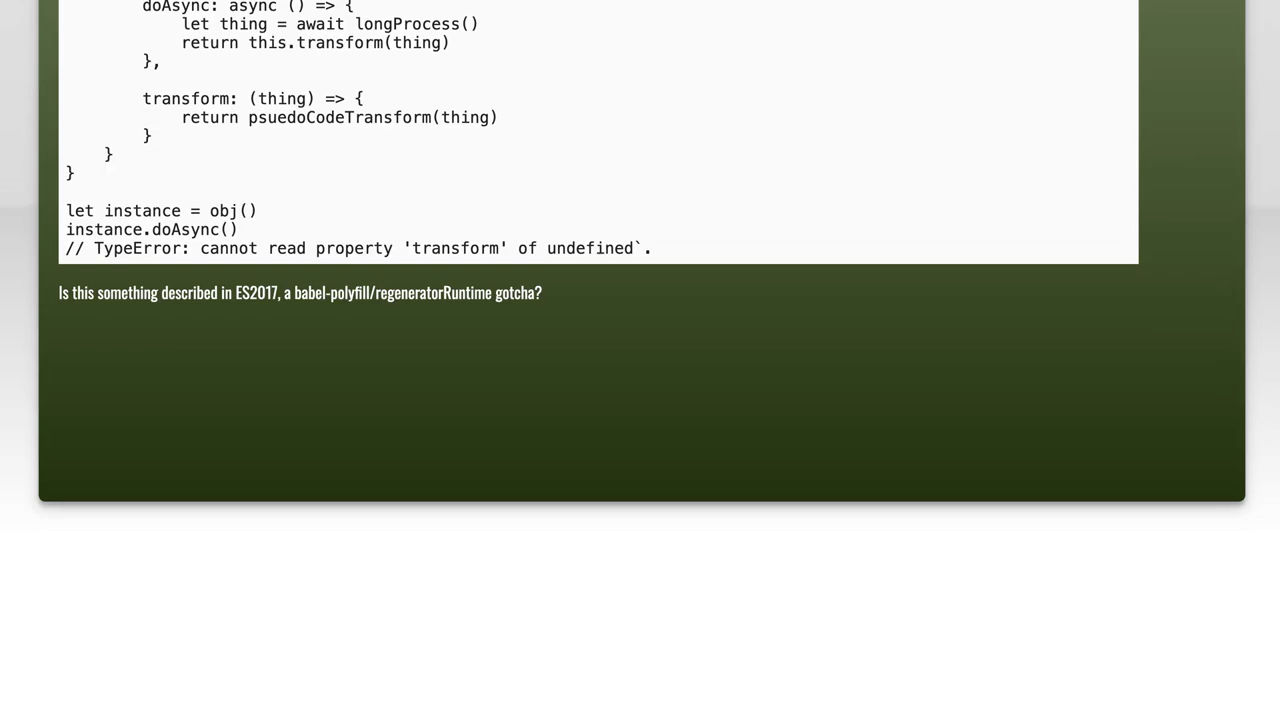 doAsync: async () => {
let thing = await longProcess()
return this.transform(thing)
},
transform: (thing) => {
return psuedoCodeTransform(thing)
}
}
}
let instance = obj()
instance.doAsync()
// TypeError: cannot read property 'transform' of undefined`.
Is this something described in ES2017, a babel-polyfill/regeneratorRuntime gotcha?